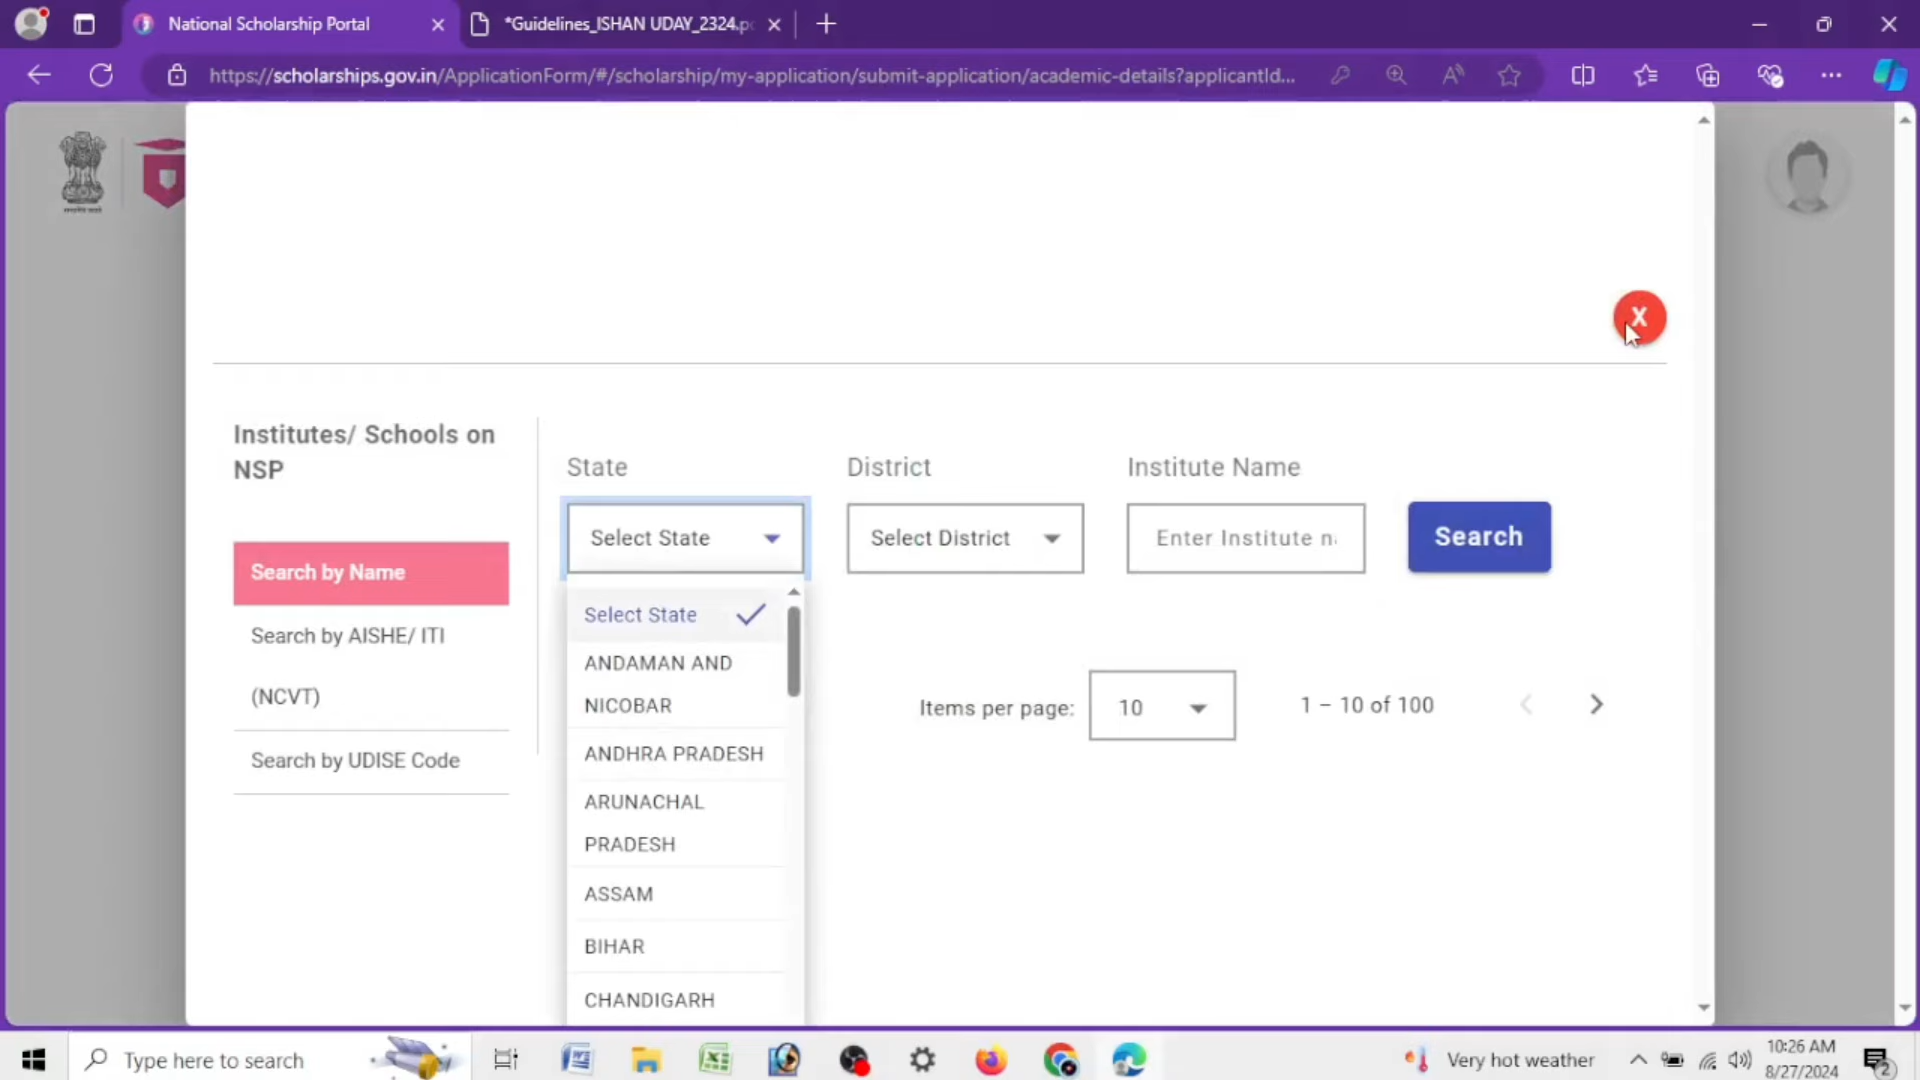 National Scholarship Portal
*Guidelines_ISHAN UDAY_2324.p
https://scholarships.gov.in/ApplicationForm/#/scholarship/my-application/submit-application/academic-details?applicantId...
X
Institutes/ Schools on
NSP
Search by Name
Search by AISHE/ ITI
(NCVT)
Search by UDISE Code
State
District
Institute Name
Select State
Select District
Enter Institute n
Search
Select State
ANDAMAN AND
NICOBAR
ANDHRA PRADESH
ARUNACHAL
PRADESH
ASSAM
BIHAR
CHANDIGARH
Items per page:
10
1 – 10 of 100
Type here to search
Very hot weather
10:26 AM
8/27/2024
2